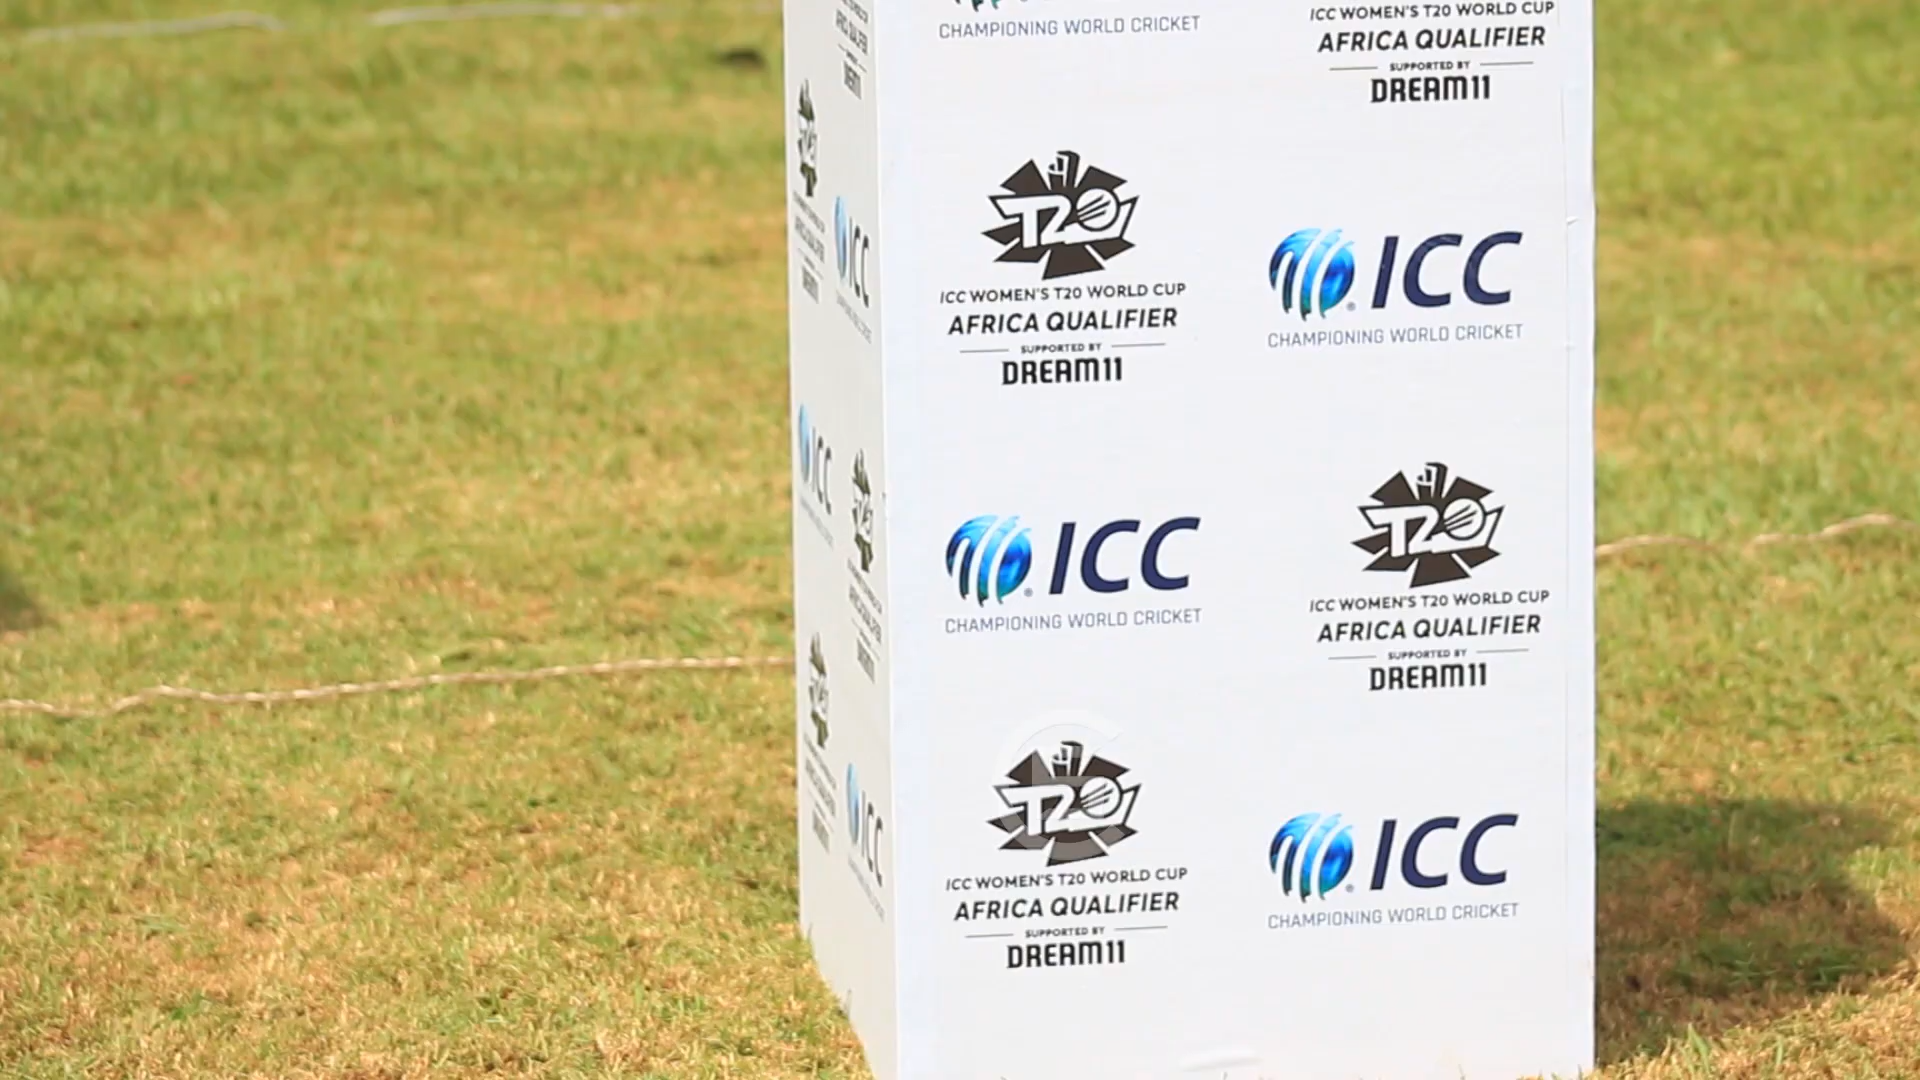 CHAMPIONING WORLD CRICKET
ICC WOMEN'S T20 WORLD CUP
AFRICA QUALIFIER
SUPPORTED BY
DREAM11
T20
ICC WOMEN'S T20 WORLD CUP
AFRICA QUALIFIER
SUPPORTED BY
DREAM11
ICC
CHAMPIONING WORLD CRICKET
ICC
CHAMPIONING WORLD CRICKET
T20
ICC WOMEN'S T20 WORLD CUP
AFRICA QUALIFIER
SUPPORTED BY
DREAM11
T20
ICC WOMEN'S T20 WORLD CUP
AFRICA QUALIFIER
SUPPORTED BY
DREAM11
ICC
CHAMPIONING WORLD CRICKET
ICC
ICC
ICC